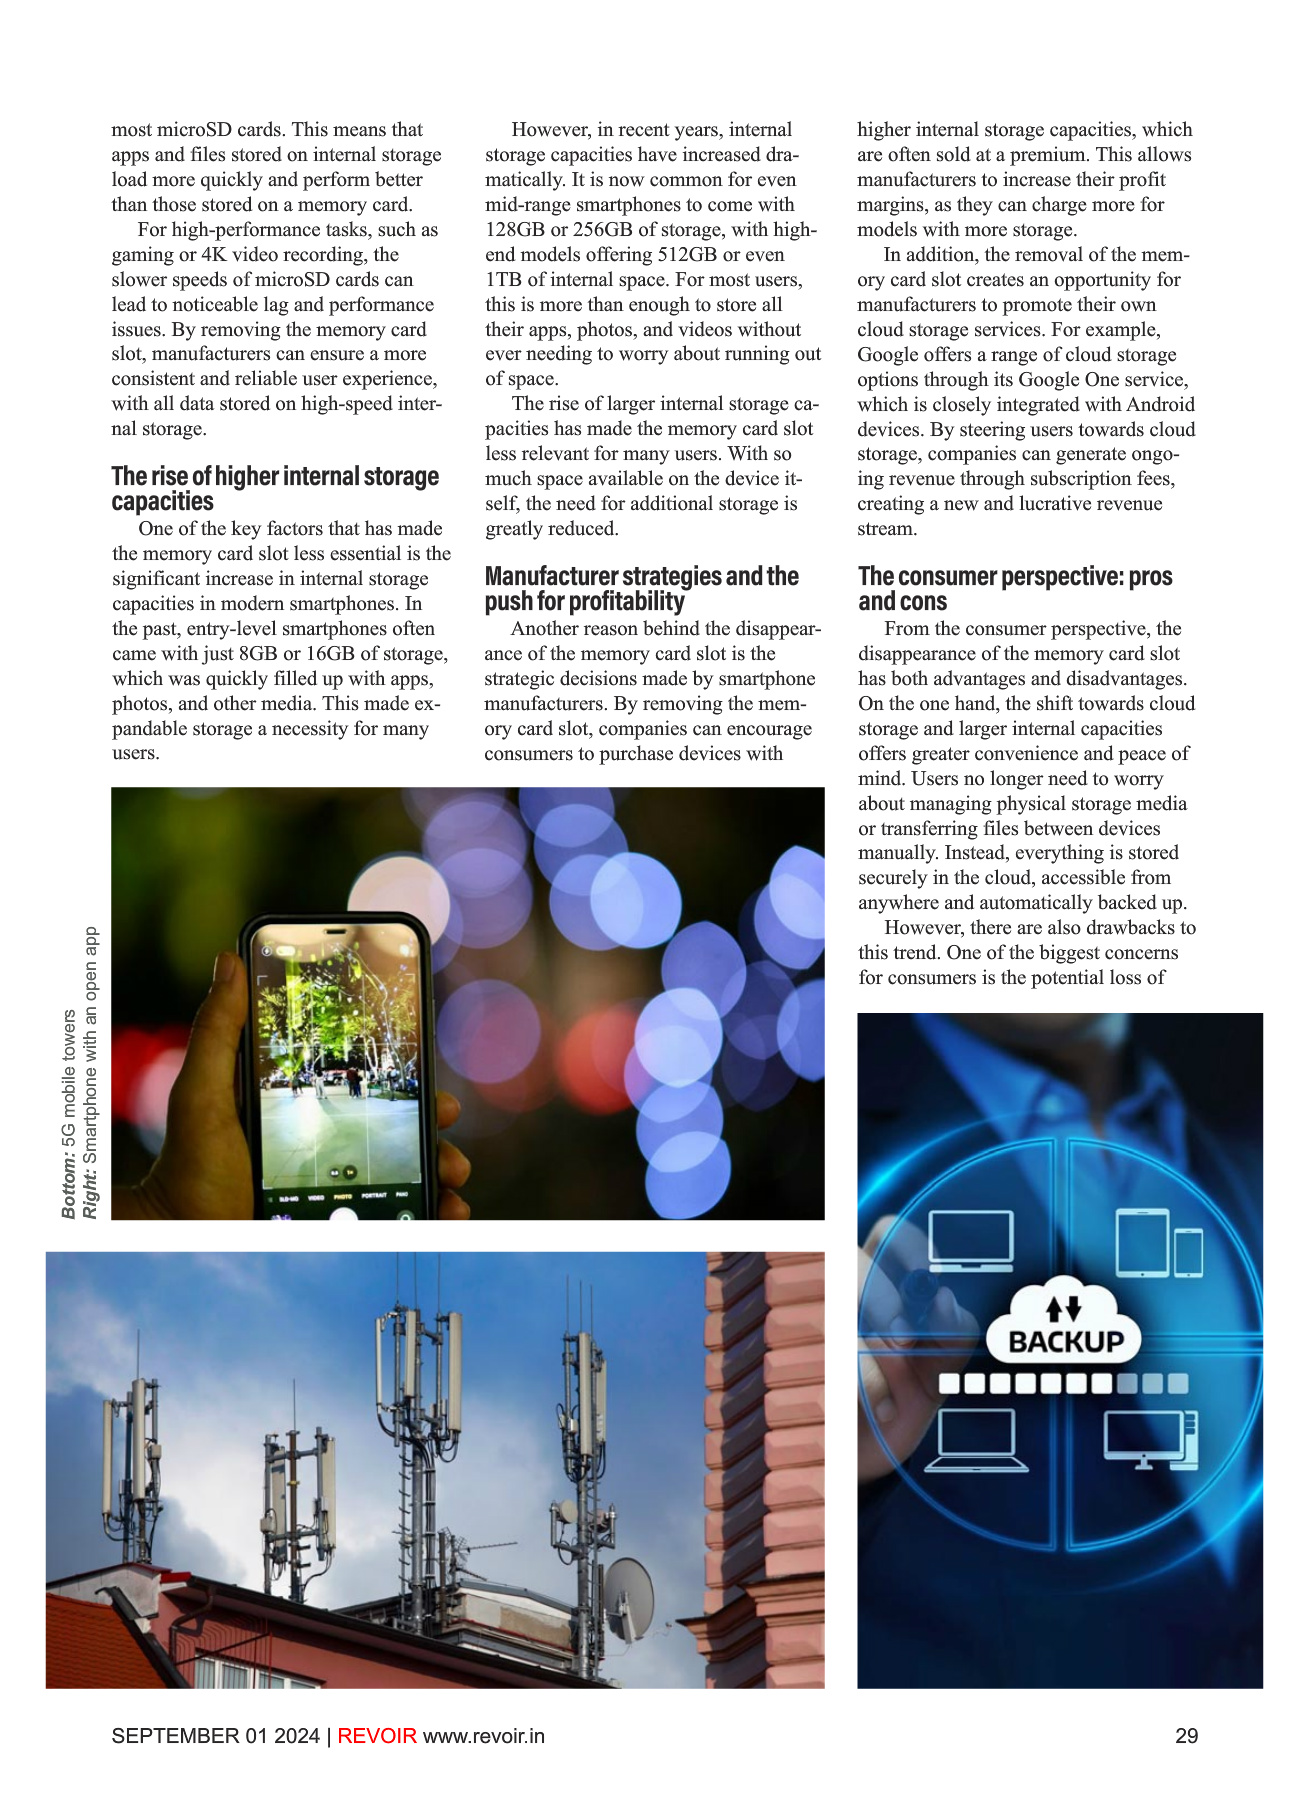 most microSD cards. This means that
apps and files stored on internal storage
load more quickly and perform better
than those stored on a memory card.
For high-performance tasks, such as
gaming or 4K video recording, the
slower speeds of microSD cards can
lead to noticeable lag and performance
issues. By removing the memory card
slot, manufacturers can ensure a more
consistent and reliable user experience,
with all data stored on high-speed inter-
nal storage.
The rise of higher internal storage
capacities
One of the key factors that has made
the memory card slot less essential is the
significant increase in internal storage
capacities in modern smartphones. In
the past, entry-level smartphones often
came with just 8GB or 16GB of storage,
which was quickly filled up with apps,
photos, and other media. This made ex-
pandable storage a necessity for many
users.
However, in recent years, internal
storage capacities have increased dra-
matically. It is now common for even
mid-range smartphones to come with
128GB or 256GB of storage, with high-
end models offering 512GB or even
1TB of internal space. For most users,
this is more than enough to store all
their apps, photos, and videos without
ever needing to worry about running out
of space.
The rise of larger internal storage ca-
pacities has made the memory card slot
less relevant for many users. With so
much space available on the device it-
self, the need for additional storage is
greatly reduced.
Manufacturer strategies and the
push for profitability
Another reason behind the disappear-
ance of the memory card slot is the
strategic decisions made by smartphone
manufacturers. By removing the mem-
ory card slot, companies can encourage
consumers to purchase devices with
higher internal storage capacities, which
are often sold at a premium. This allows
manufacturers to increase their profit
margins, as they can charge more for
models with more storage.
In addition, the removal of the mem-
ory card slot creates an opportunity for
manufacturers to promote their own
cloud storage services. For example,
Google offers a range of cloud storage
options through its Google One service,
which is closely integrated with Android
devices. By steering users towards cloud
storage, companies can generate ongo-
ing revenue through subscription fees,
creating a new and lucrative revenue
stream.
The consumer perspective: pros
and cons
From the consumer perspective, the
disappearance of the memory card slot
has both advantages and disadvantages.
On the one hand, the shift towards cloud
storage and larger internal capacities
offers greater convenience and peace of
mind. Users no longer need to worry
about managing physical storage media
or transferring files between devices
manually. Instead, everything is stored
securely in the cloud, accessible from
anywhere and automatically backed up.
However, there are also drawbacks to
this trend. One of the biggest concerns
for consumers is the potential loss of
Bottom: 5G mobile towers
Right: Smartphone with an open app
SLO-MO VIDEO PHOTO PORTRAIT PANO
BACKUP
SEPTEMBER 01 2024 | REVOIR www.revoir.in
29